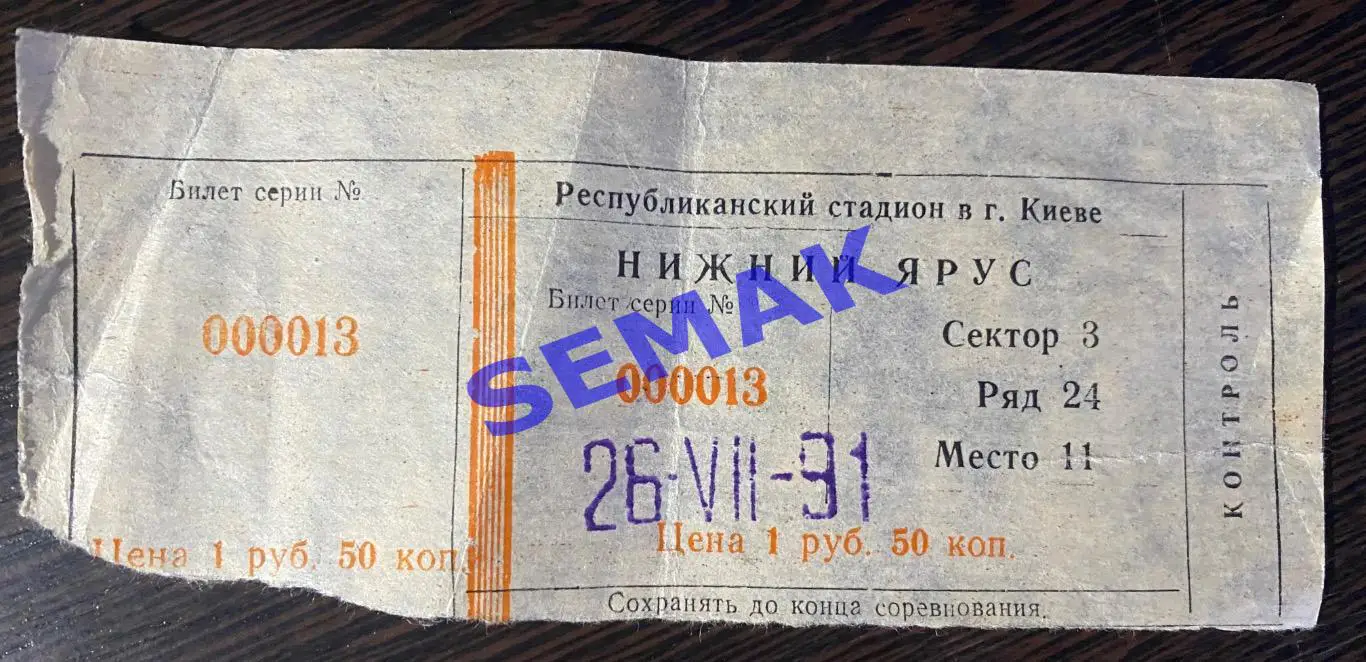 Билет серии №
000013
Цена 1 руб. 50 коп.
Республиканский стадион в г. Киеве
НИЖНИЙ ЯРУС
Билет серии №
000013
26-VII-91
Цена 1 руб. 50 коп.
Сектор 3
Ряд 24
Место 11
Сохранять до конца соревнования.
КОНТРОЛЬ
SEMAK